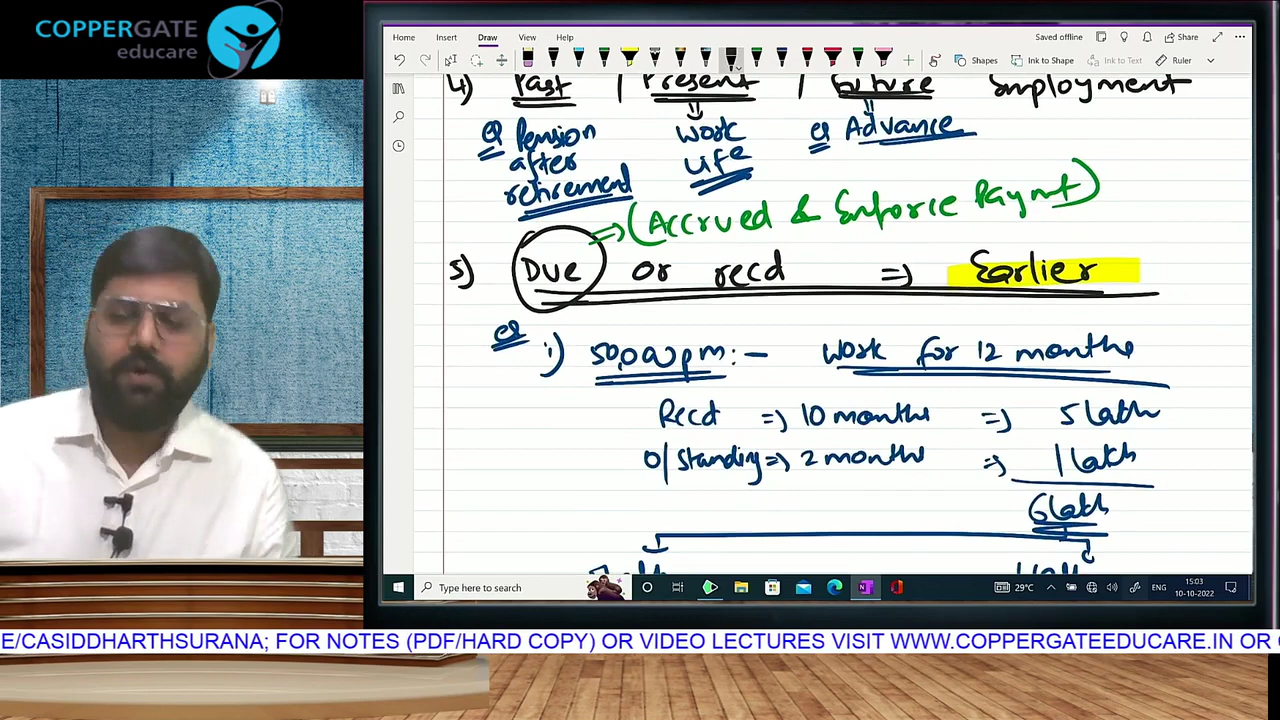 COPPERGATE
educare
Home Insert Draw View Help
Saved offline Share
Shapes Ink to Shape Ink to Text Ruler
4) Past / Present / Future Employment
eg Pension after retirement
work life
eg Advance
=> (Accrued & Enforce Paymt)
5) Due or recd => Earlier
eg i) 50,000 pm :- Work for 12 months
Recd => 10 months => 5 lakh
O/Standing => 2 months => 1 lakh
6 lakh
Type here to search
29°C ENG 15:03
10-10-2022
E/CASIDDHARTHSURANA; FOR NOTES (PDF/HARD COPY) OR VIDEO LECTURES VISIT WWW.COPPERGATEEDUCARE.IN OR